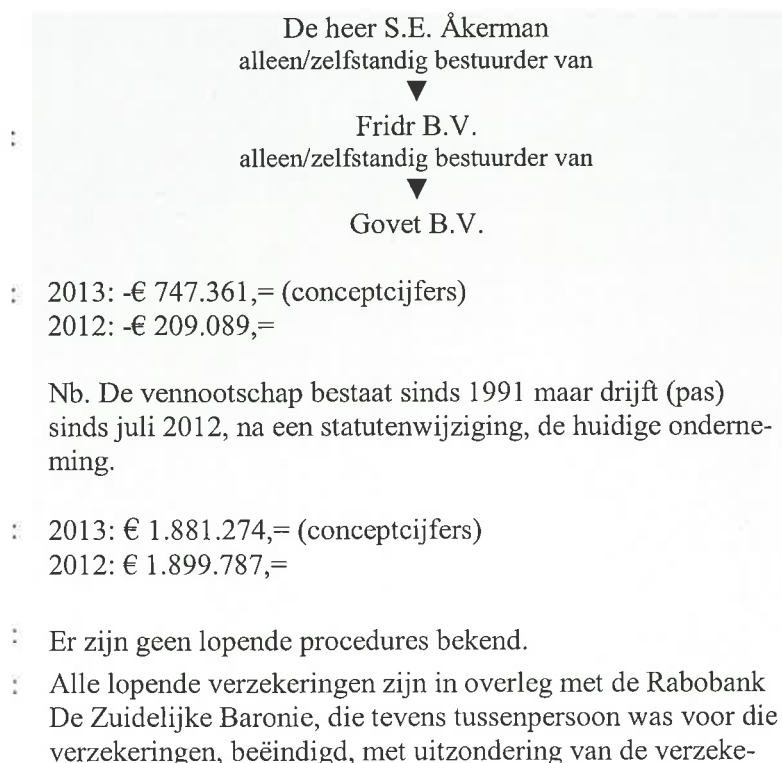 De heer S.E. Åkerman
alleen/zelfstandig bestuurder van
▼
: Fridr B.V.
alleen/zelfstandig bestuurder van
▼
Govet B.V.
: 2013: -€ 747.361,= (conceptcijfers)
2012: -€ 209.089,=
Nb. De vennootschap bestaat sinds 1991 maar drijft (pas)
sinds juli 2012, na een statutenwijziging, de huidige onderne-
ming.
: 2013: € 1.881.274,= (conceptcijfers)
2012: € 1.899.787,=
: Er zijn geen lopende procedures bekend.
: Alle lopende verzekeringen zijn in overleg met de Rabobank
De Zuidelijke Baronie, die tevens tussenpersoon was voor die
verzekeringen, beëindigd, met uitzondering van de verzeke-